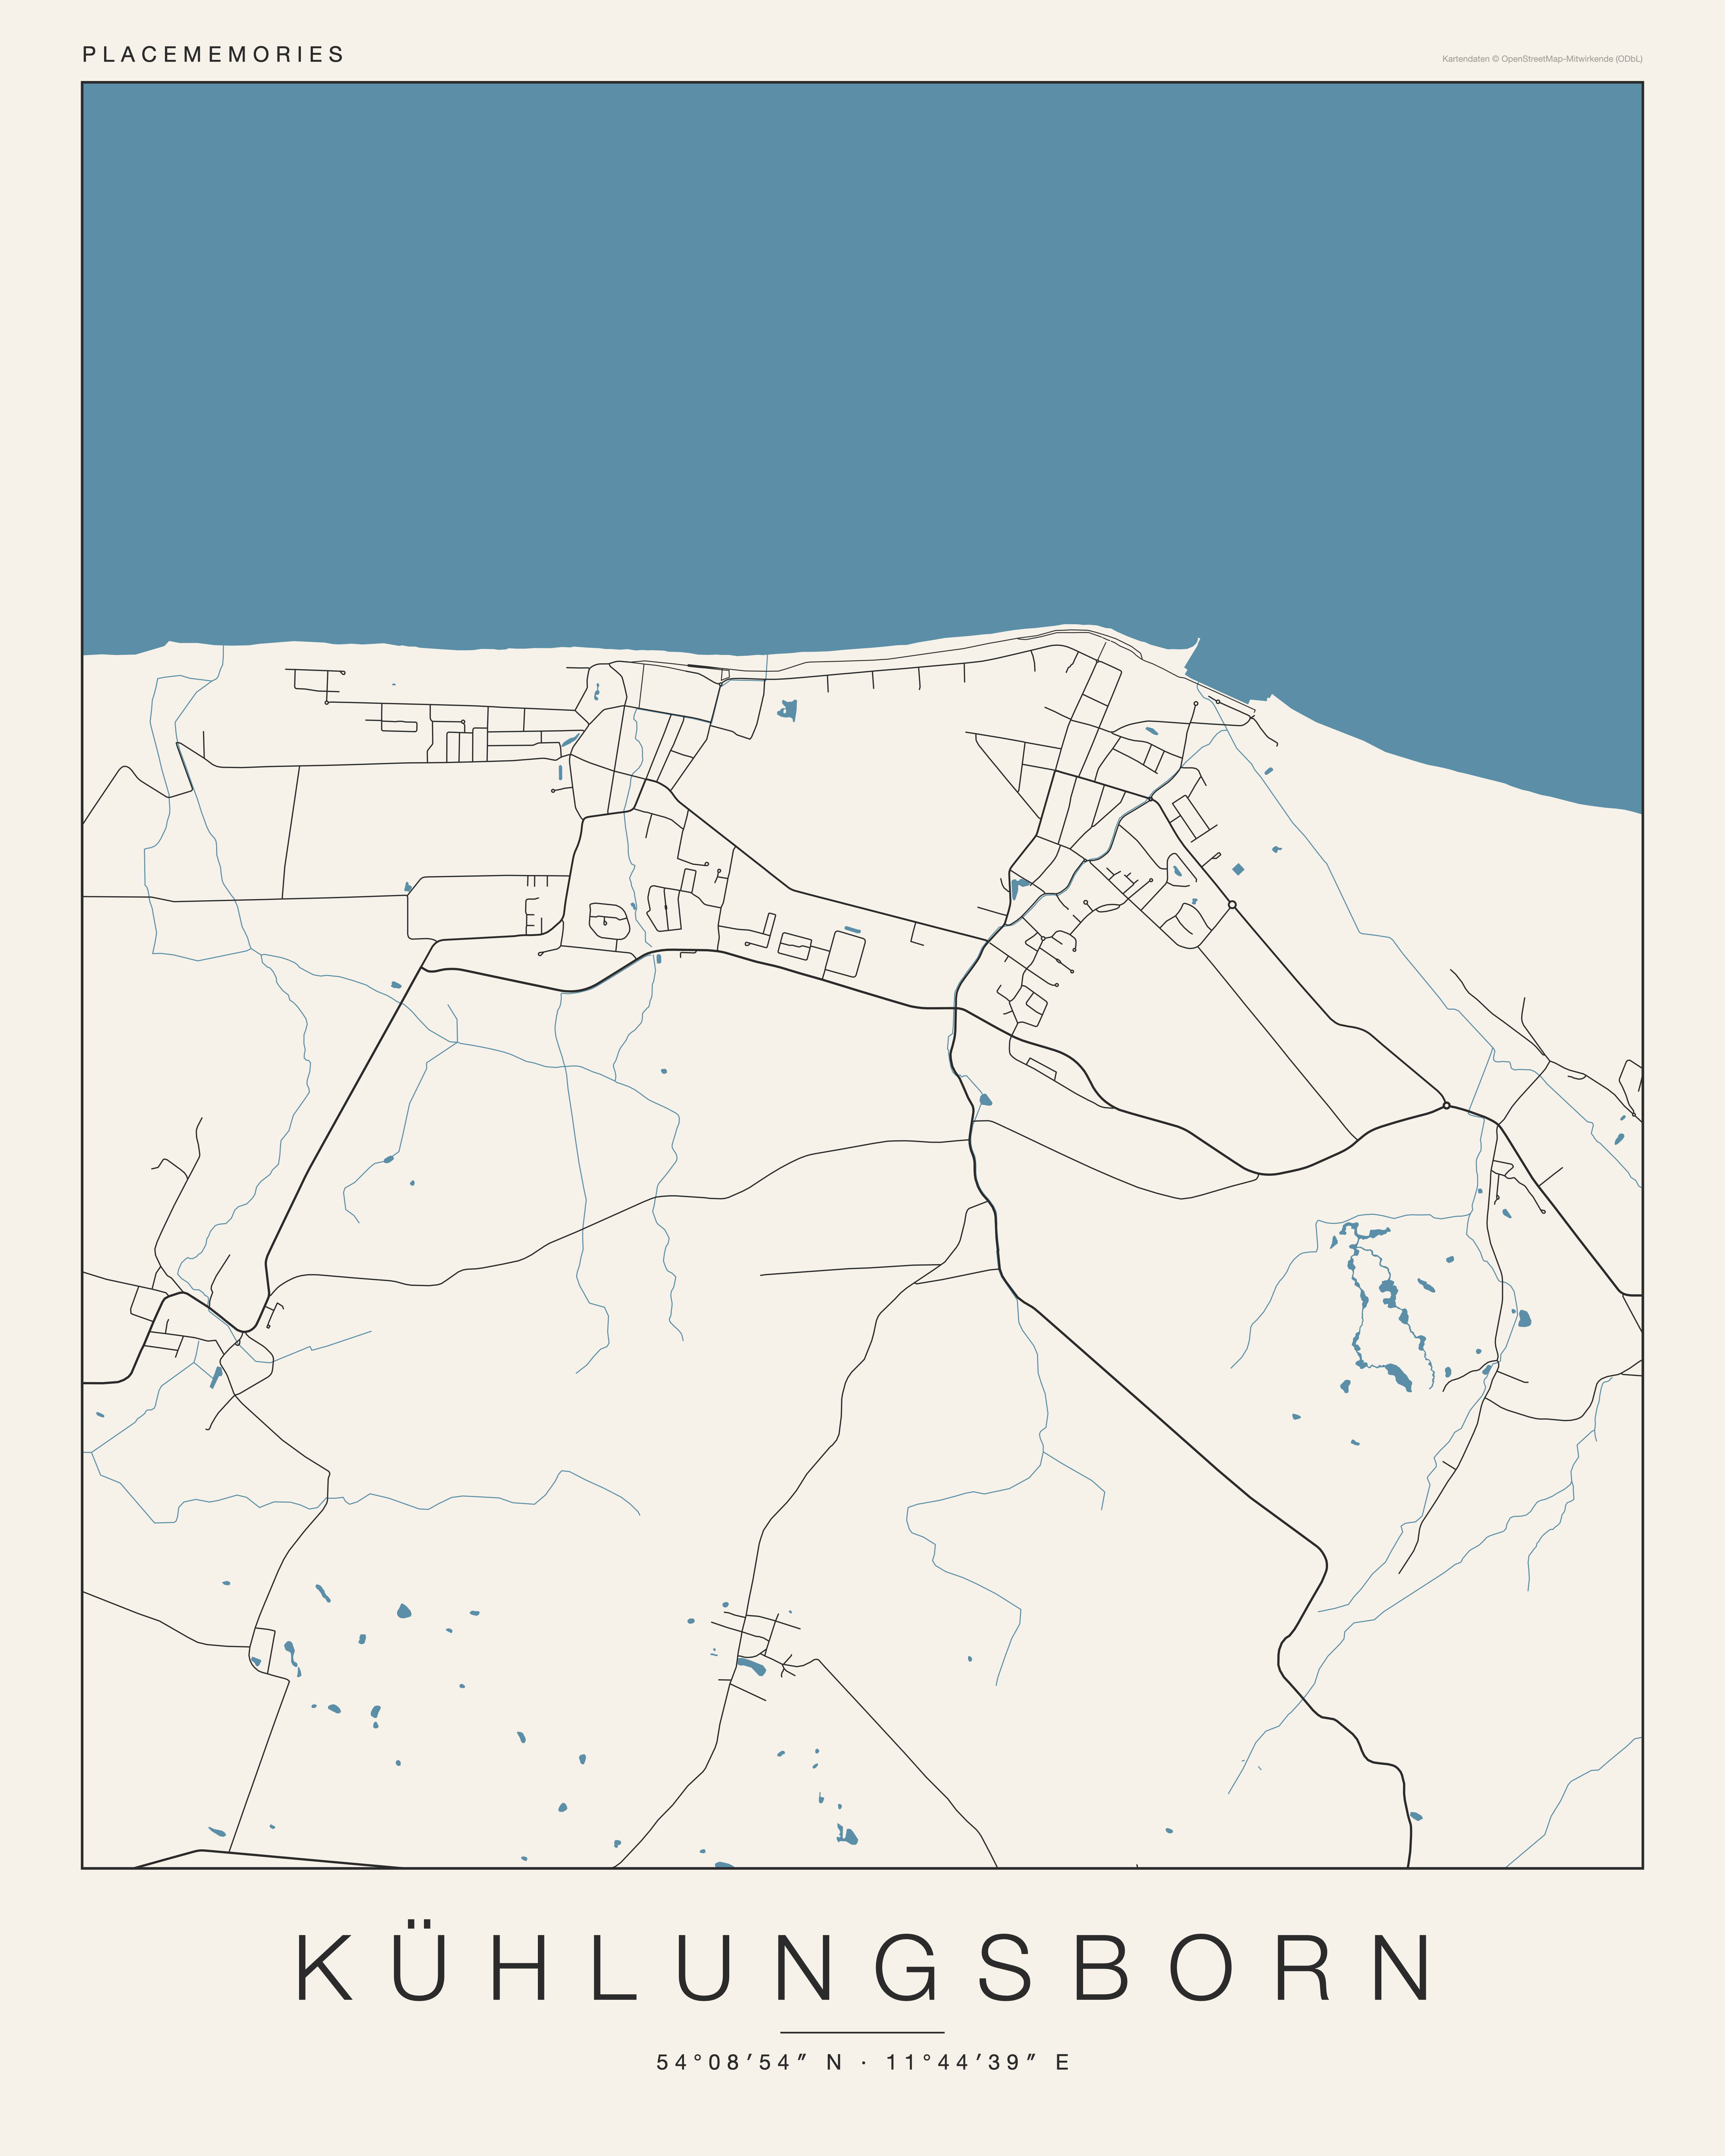 PLACEMEMORIES
Kartendaten © OpenStreetMap-Mitwirkende (ODbL)
KÜHLUNGSBORN
54°08′54″ N · 11°44′39″ E